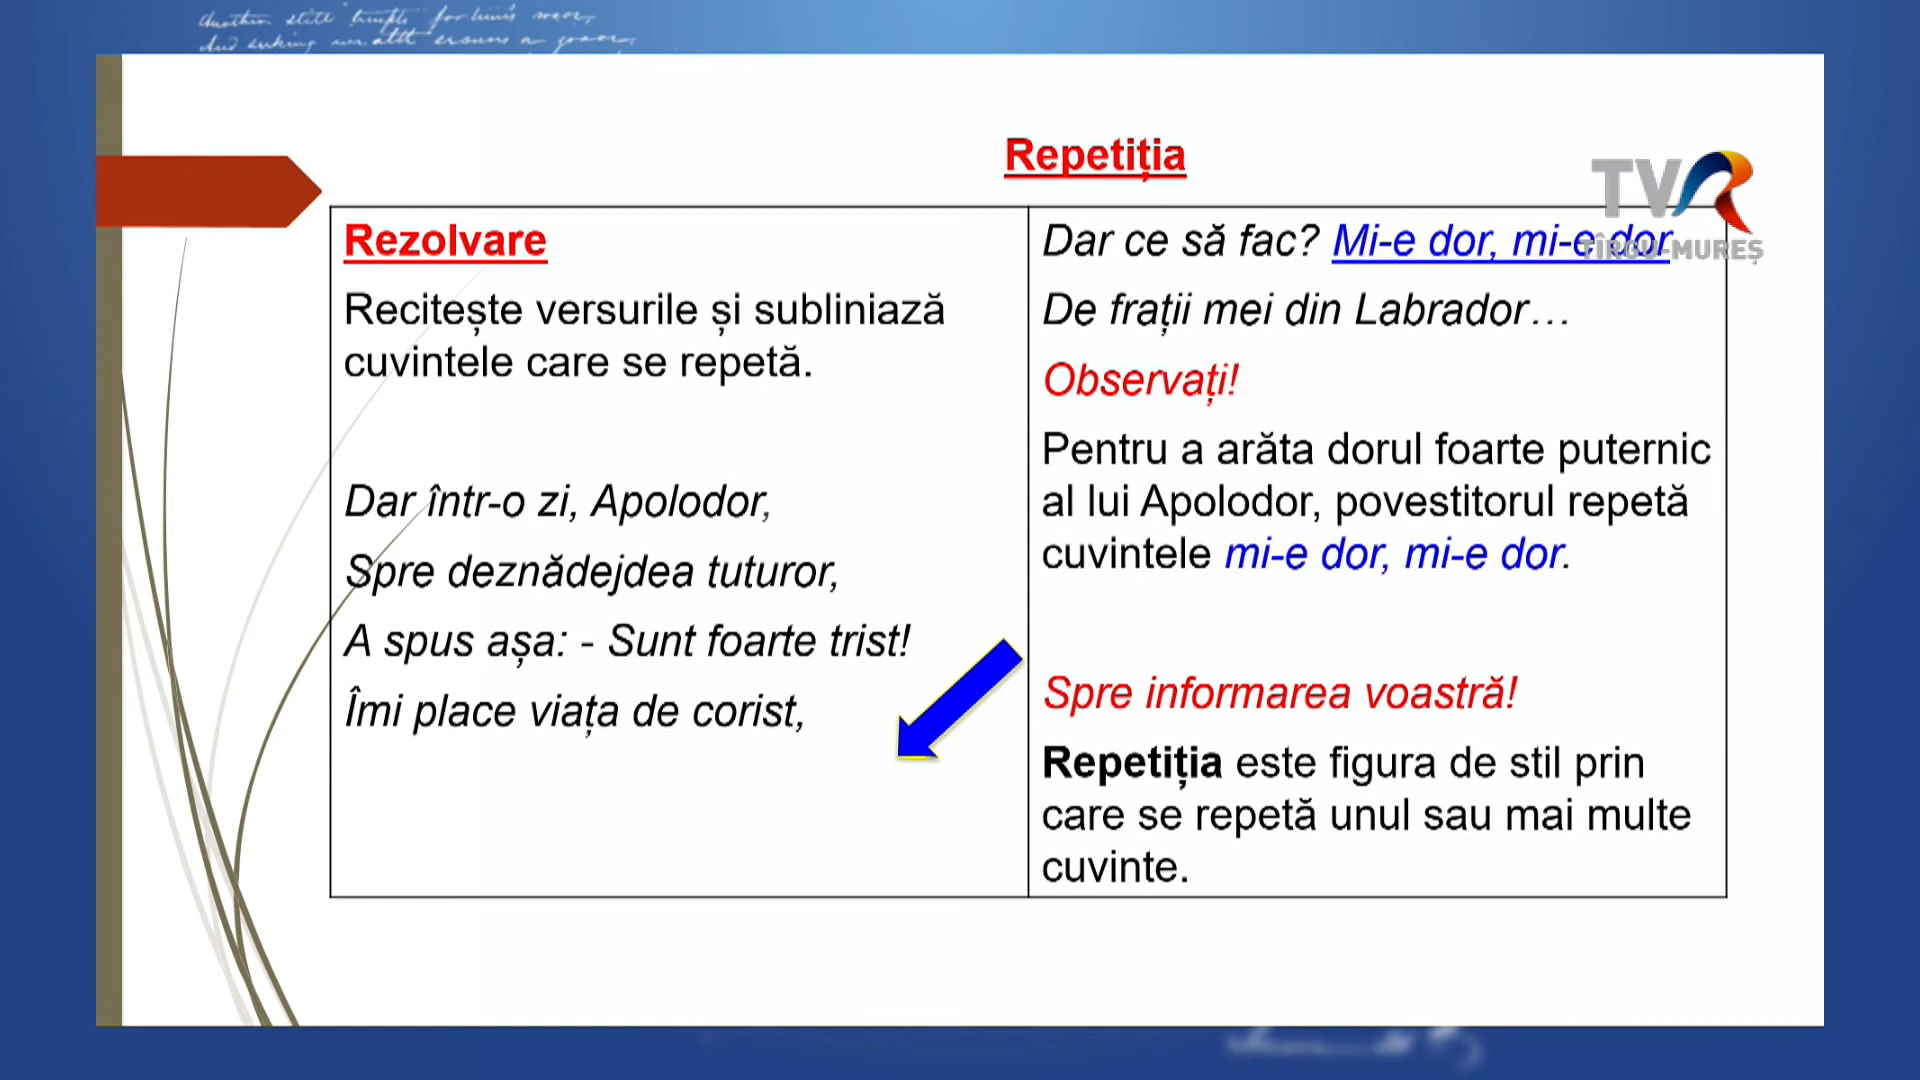 Another still
Repetiția
TVR
TÎRGU-MUREȘ
Rezolvare
Recitește versurile și subliniază
cuvintele care se repetă.
Dar într-o zi, Apolodor,
Spre deznădejdea tuturor,
A spus așa: - Sunt foarte trist!
Îmi place viața de corist,
Dar ce să fac? Mi-e dor, mi-e dor
De frații mei din Labrador…
Observați!
Pentru a arăta dorul foarte puternic
al lui Apolodor, povestitorul repetă
cuvintele mi-e dor, mi-e dor.
Spre informarea voastră!
Repetiția este figura de stil prin
care se repetă unul sau mai multe
cuvinte.